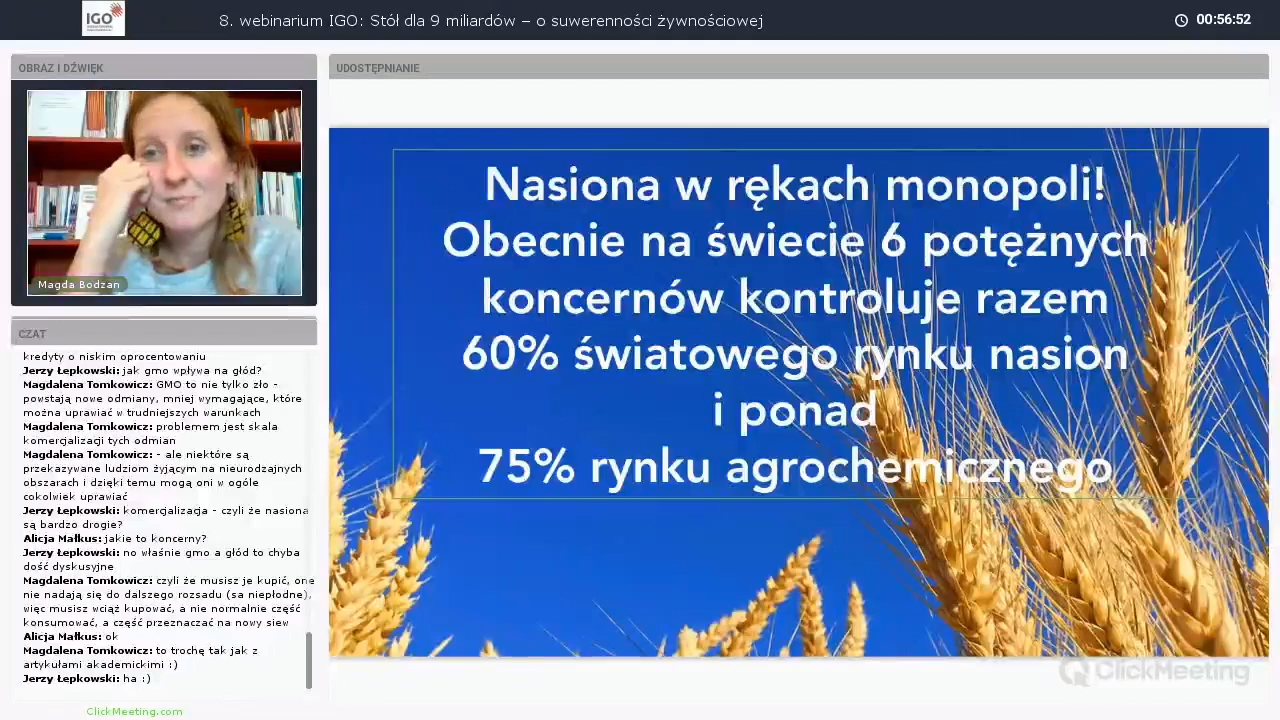 IGO
8. webinarium IGO: Stół dla 9 miliardów – o suwerenności żywnościowej
00:56:52
OBRAZ I DŹWIĘK
Magda Bodzan
CZAT
kredyty o niskim oprocentowaniu
Jerzy Łepkowski: jak gmo wpływa na głód?
Magdalena Tomkowicz: GMO to nie tylko zło -
powstają nowe odmiany, mniej wymagające, które
można uprawiać w trudniejszych warunkach
Magdalena Tomkowicz: problemem jest skala
komercjalizacji tych odmian
Magdalena Tomkowicz: - ale niektóre są
przekazywane ludziom żyjącym na nieurodzajnych
obszarach i dzięki temu mogą oni w ogóle
cokolwiek uprawiać
Jerzy Łepkowski: komercjalizacja - czyli że nasiona
są bardzo drogie?
Alicja Małkus: jakie to koncerny?
Jerzy Łepkowski: no właśnie gmo a głód to chyba
dość dyskusyjne
Magdalena Tomkowicz: czyli że musisz je kupić, one
nie nadają się do dalszego rozsadu (sa niepłodne),
więc musisz wciąż kupować, a nie normalnie część
konsumować, a część przeznaczać na nowy siew
Alicja Małkus: ok
Magdalena Tomkowicz: to trochę tak jak z
artykułami akademickimi :)
Jerzy Łepkowski: ha :)
ClickMeeting.com
UDOSTĘPNIANIE
Nasiona w rękach monopoli!
Obecnie na świecie 6 potężnych
koncernów kontroluje razem
60% światowego rynku nasion
i ponad
75% rynku agrochemicznego
ClickMeeting